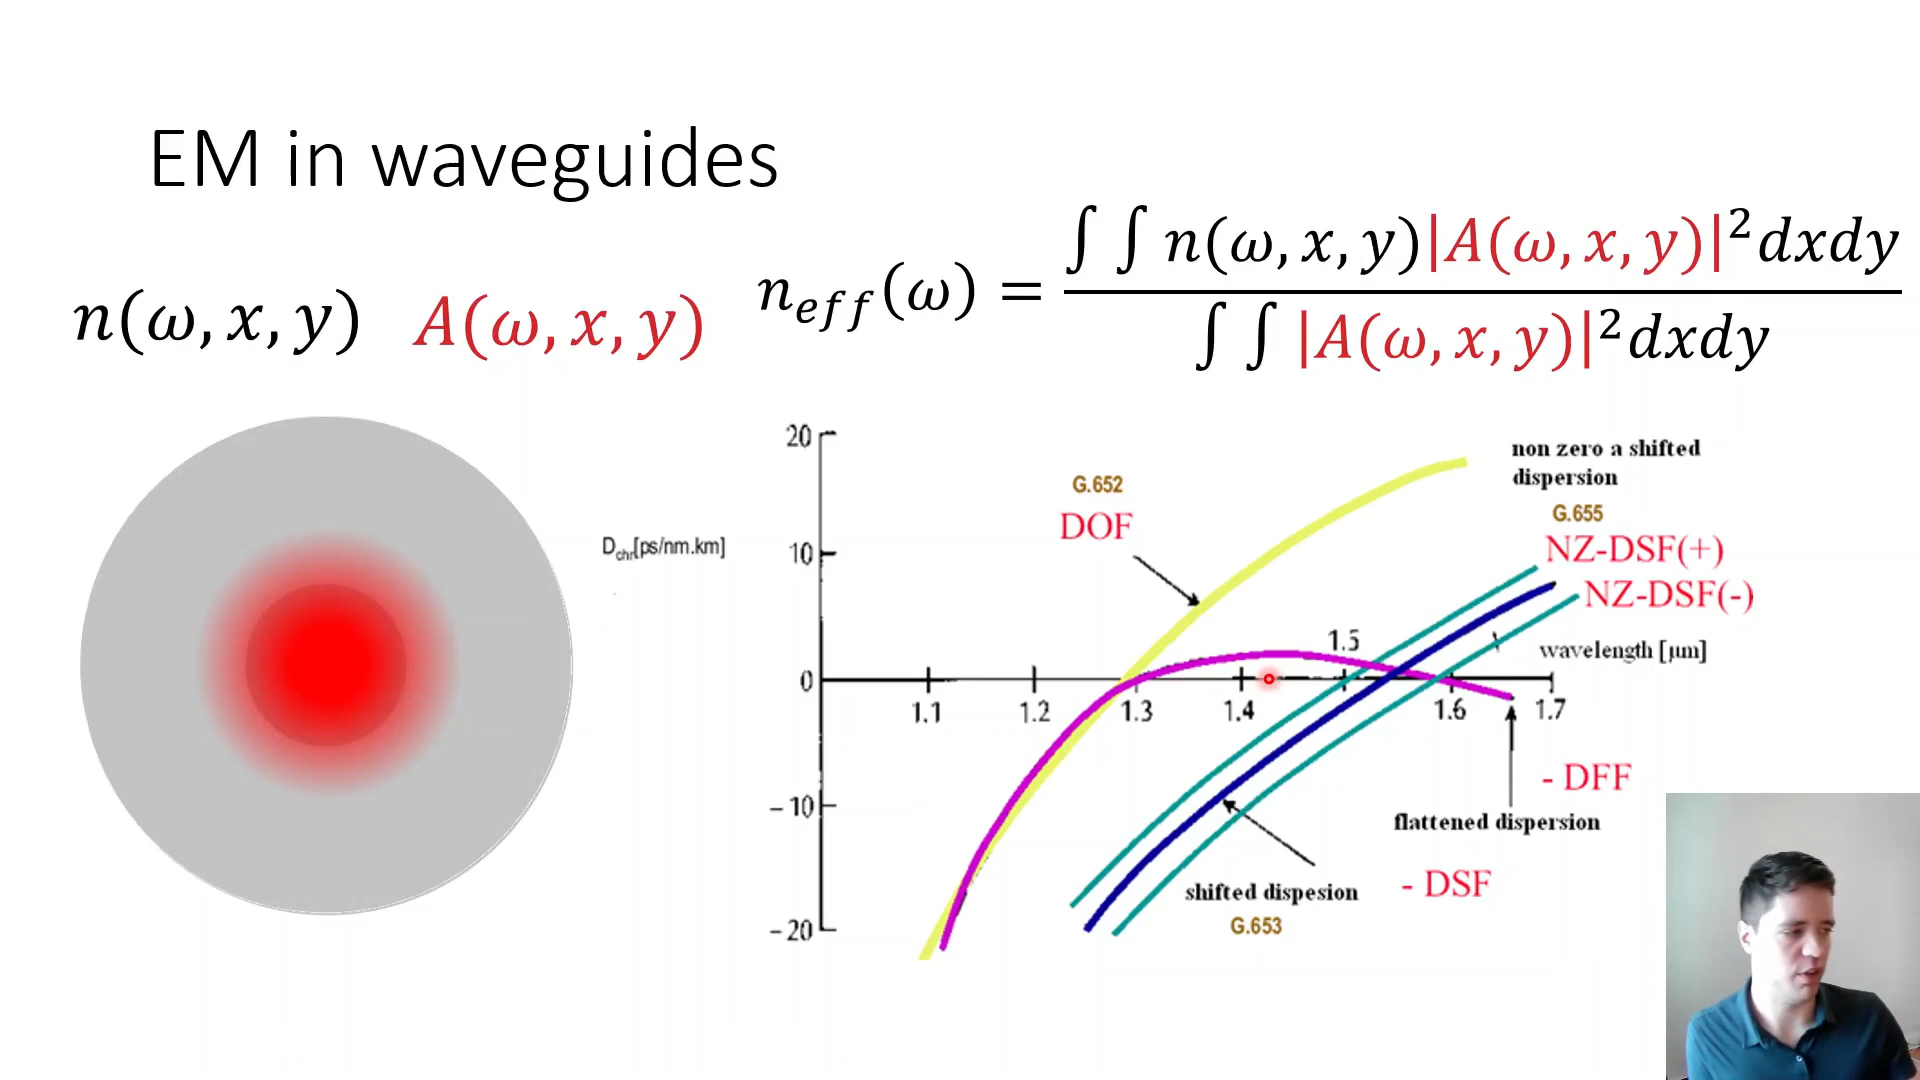 EM in waveguides
n(ω, x, y)
A(ω, x, y)
n_eff(ω) = ∫ ∫ n(ω, x, y)|A(ω, x, y)|²dxdy / ∫ ∫ |A(ω, x, y)|²dxdy
D_chr[ps/nm.km]
20
10
0
-10
-20
1.1
1.2
1.3
1.4
1.5
1.6
1.7
G.652
DOF
non zero a shifted
dispersion
G.655
NZ-DSF(+)
NZ-DSF(-)
wavelength [μm]
- DFF
flattened dispersion
- DSF
shifted dispesion
G.653